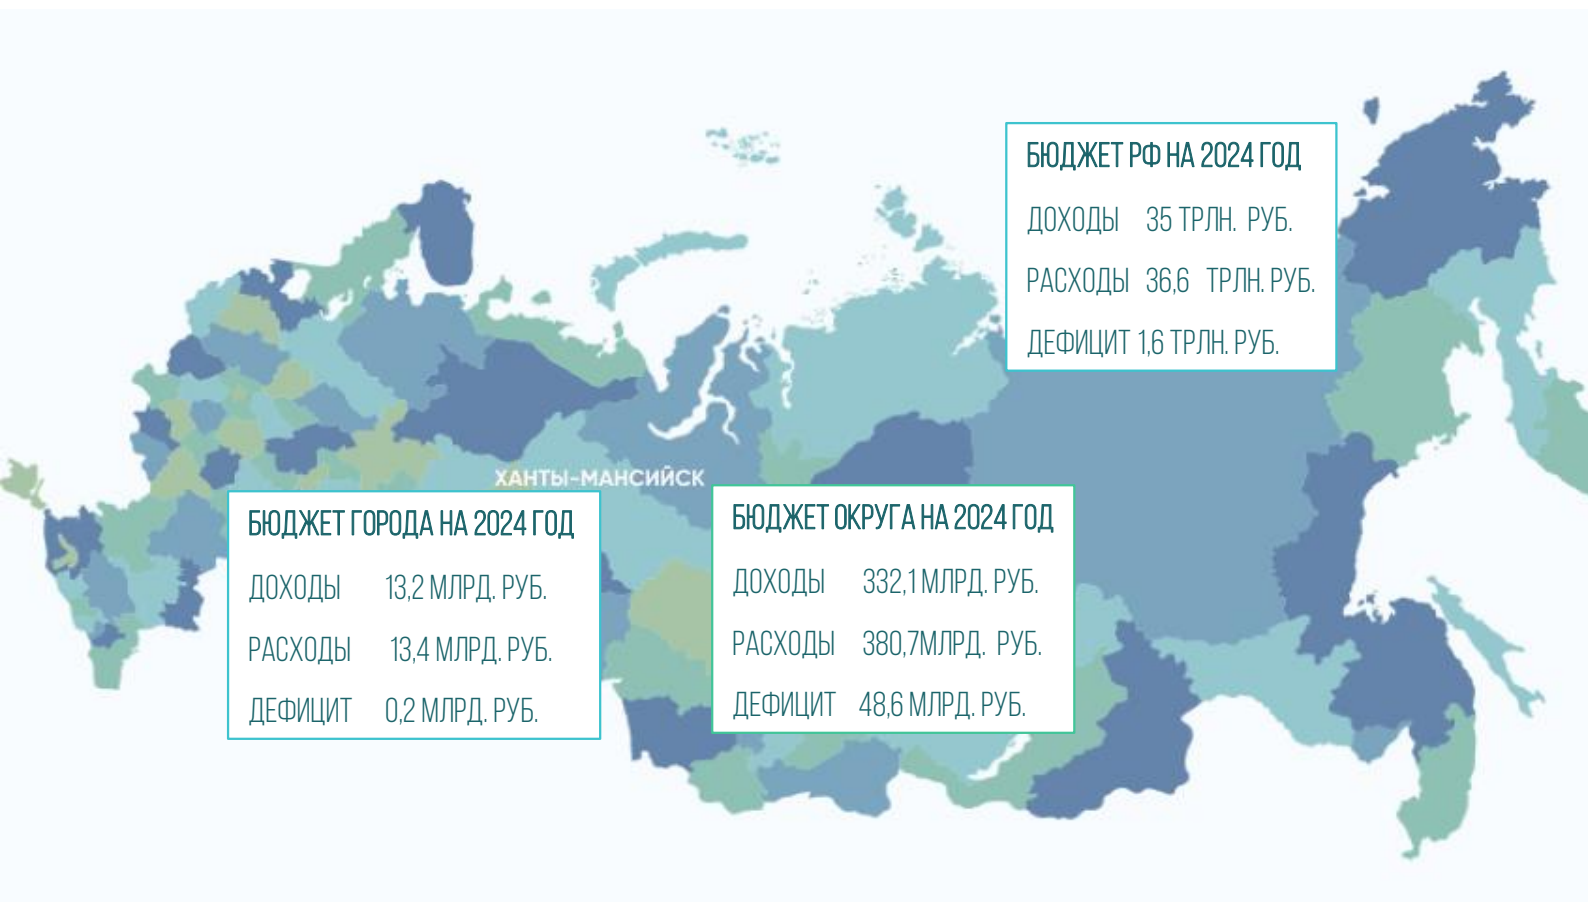 БЮДЖЕТ РФ НА 2024 ГОД
ДОХОДЫ 35 ТРЛН. РУБ.
РАСХОДЫ 36,6 ТРЛН. РУБ.
ДЕФИЦИТ 1,6 ТРЛН. РУБ.
ХАНТЫ-МАНСИЙСК
БЮДЖЕТ ГОРОДА НА 2024 ГОД
ДОХОДЫ 13,2 МЛРД. РУБ.
РАСХОДЫ 13,4 МЛРД. РУБ.
ДЕФИЦИТ 0,2 МЛРД. РУБ.
БЮДЖЕТ ОКРУГА НА 2024 ГОД
ДОХОДЫ 332,1 МЛРД. РУБ.
РАСХОДЫ 380,7МЛРД. РУБ.
ДЕФИЦИТ 48,6 МЛРД. РУБ.